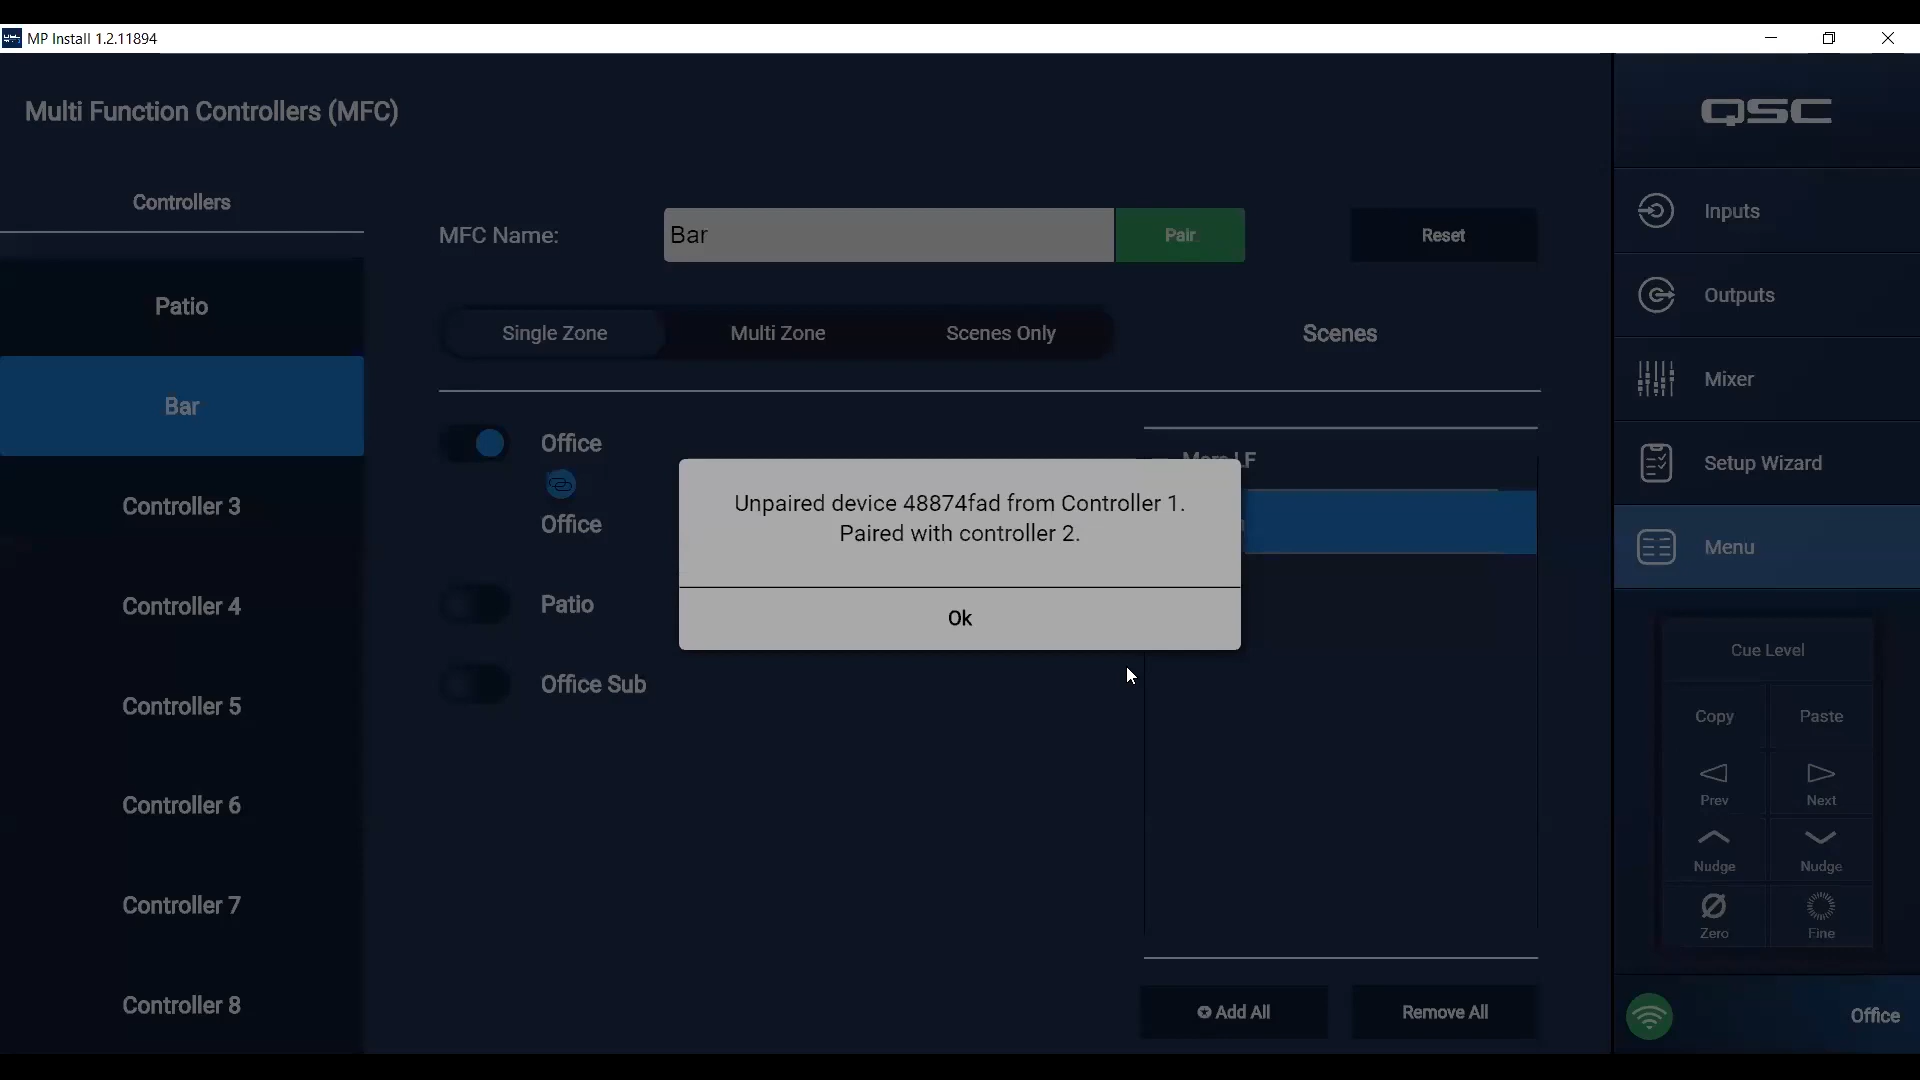 MP Install 1.2.11894
Multi Function Controllers (MFC)
QSC
Controllers
MFC Name:
Bar
Pair
Reset
Inputs
Patio
Single Zone
Multi Zone
Scenes Only
Scenes
Outputs
Mixer
Bar
Office
Office
Setup Wizard
Controller 3
Unpaired device 48874fad from Controller 1.
Paired with controller 2.
Ok
Menu
Controller 4
Patio
Cue Level
Controller 5
Office Sub
Copy
Paste
Prev
Next
Controller 6
Nudge
Nudge
Controller 7
Zero
Fine
Controller 8
Add All
Remove All
Office